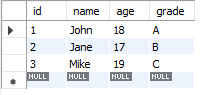 id name age grade
1 John 18 A
2 Jane 17 B
3 Mike 19 C
NULL NULL NULL NULL